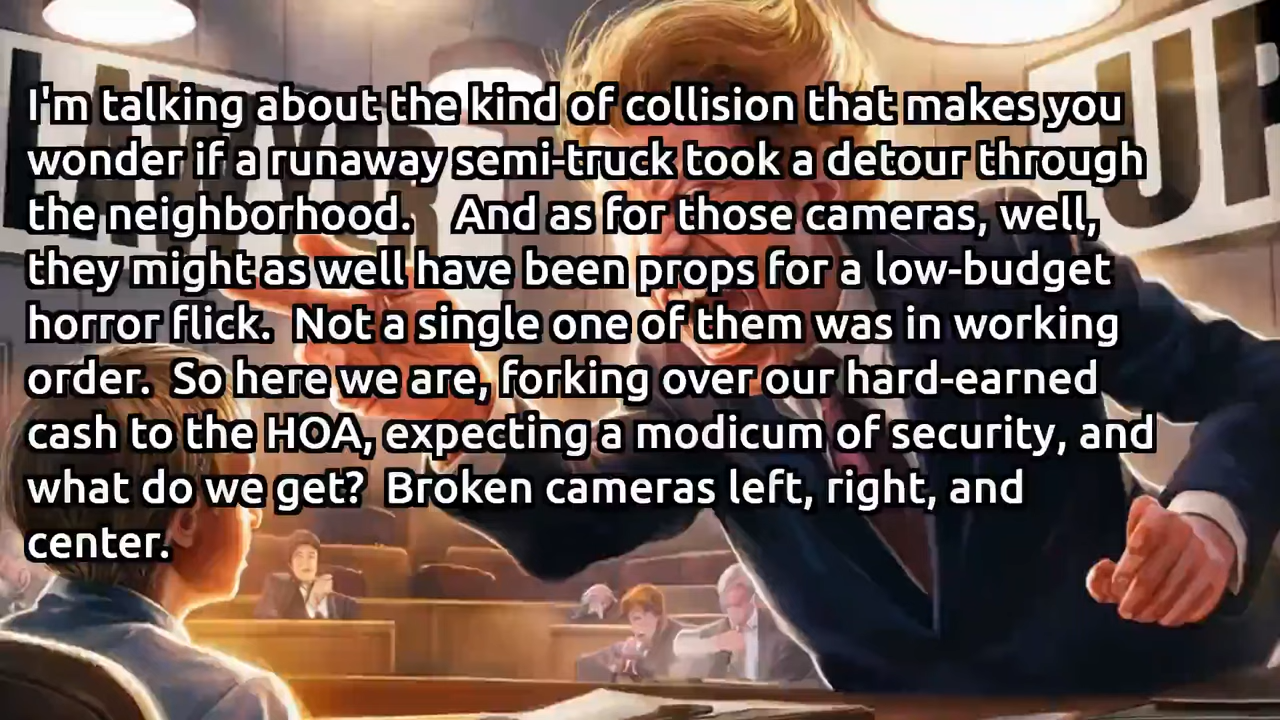 LAWYER UP
I'm talking about the kind of collision that makes you
wonder if a runaway semi-truck took a detour through
the neighborhood.    And as for those cameras, well,
they might as well have been props for a low-budget
horror flick.  Not a single one of them was in working
order.  So here we are, forking over our hard-earned
cash to the HOA, expecting a modicum of security, and
what do we get?  Broken cameras left, right, and
center.